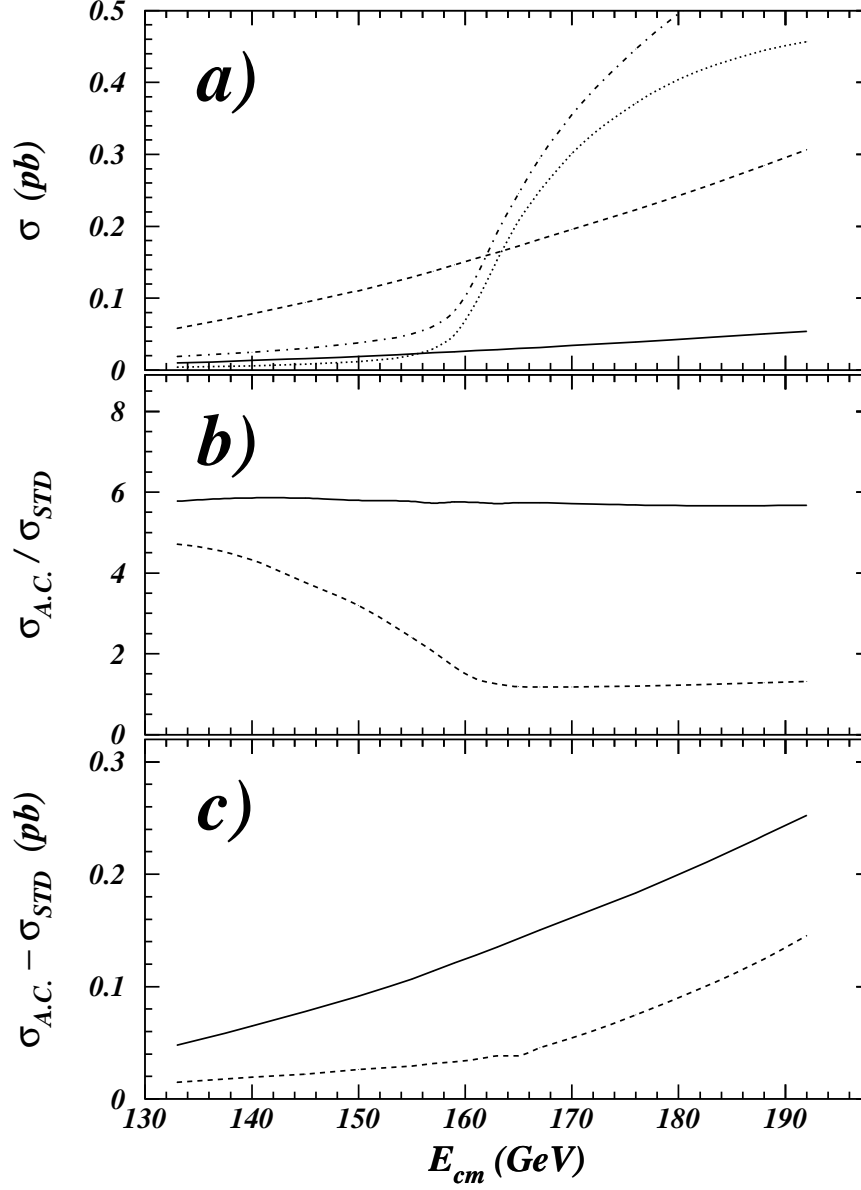 a)
σ (pb)
0.5
0.4
0.3
0.2
0.1
0
b)
σA.C. / σSTD
8
6
4
2
0
c)
σA.C. – σSTD (pb)
0.3
0.2
0.1
0
130 140 150 160 170 180 190
Ecm (GeV)